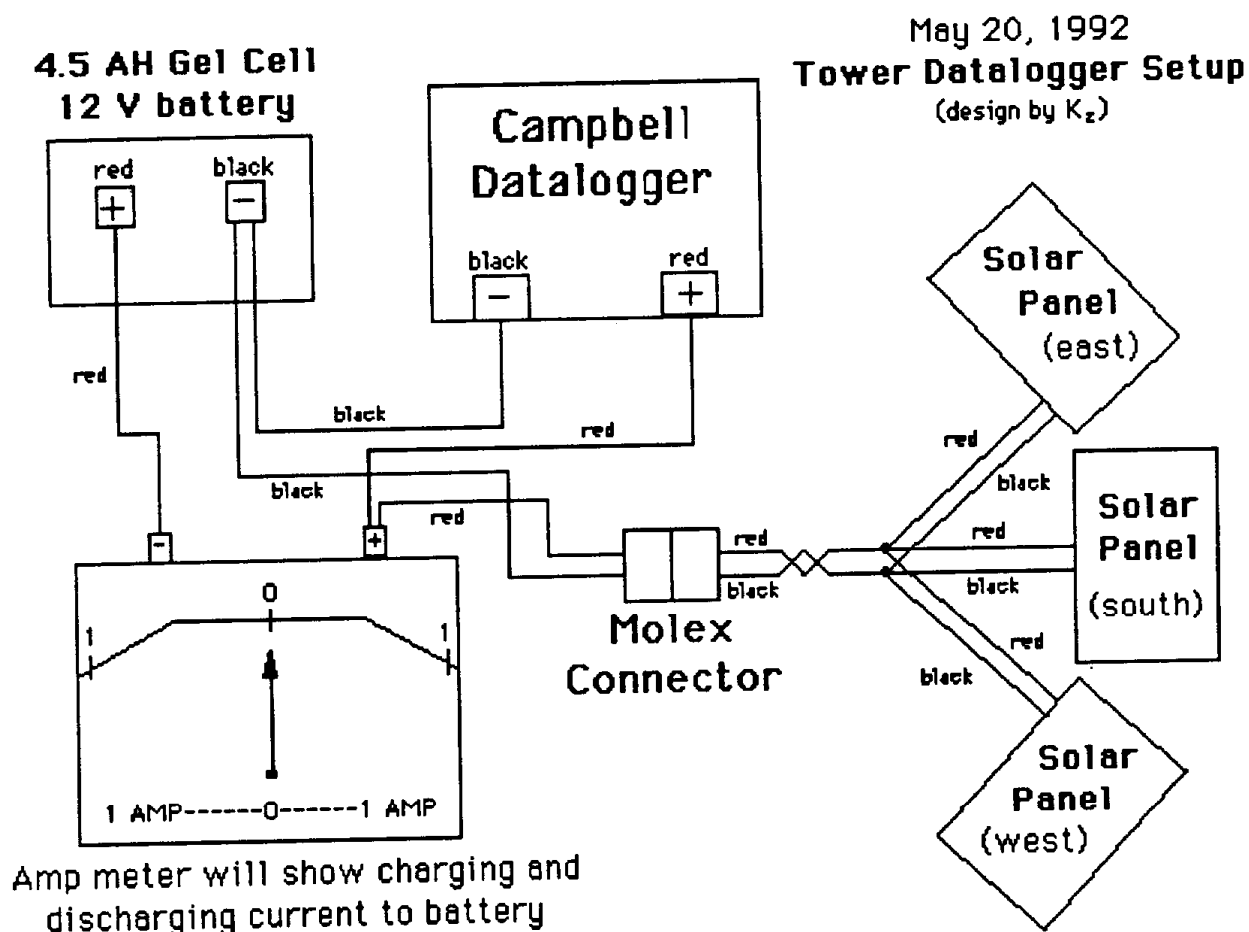 May 20, 1992
Tower Datalogger Setup
(design by Kz)
4.5 AH Gel Cell
12 V battery
red
black
+
-
Campbell
Datalogger
black
red
-
+
Solar
Panel
(east)
red
black
red
black
red
black
red
-
+
red
black
red
black
Solar
Panel
(south)
red
black
Molex
Connector
red
black
Solar
Panel
(west)
0
1
1
1 AMP------0------1 AMP
Amp meter will show charging and
discharging current to battery